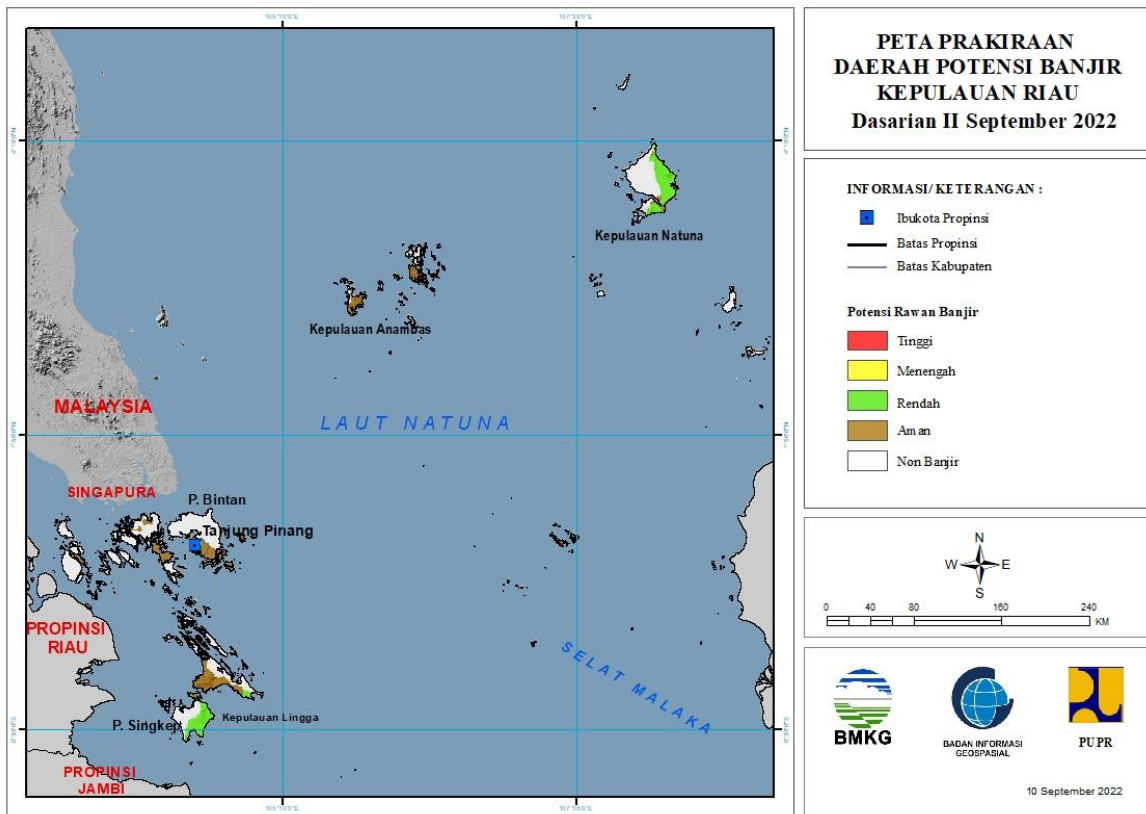 PETA PRAKIRAAN
DAERAH POTENSI BANJIR
KEPULAUAN RIAU
Dasarian II September 2022
INFORMASI/ KETERANGAN :
Ibukota Propinsi
Batas Propinsi
Batas Kabupaten
Potensi Rawan Banjir
Tinggi
Menengah
Rendah
Aman
Non Banjir
N
W E
S
0 40 80 160 240
KM
BMKG
BADAN INFORMASI
GEOSPASIAL
PUPR
10 September 2022
Kepulauan Natuna
Kepulauan Anambas
MALAYSIA
LAUT NATUNA
SINGAPURA
P. Bintan
Tanjung Pinang
PROPINSI
RIAU
SELAT MALAKA
Kepulauan Lingga
P. Singkep
PROPINSI
JAMBI